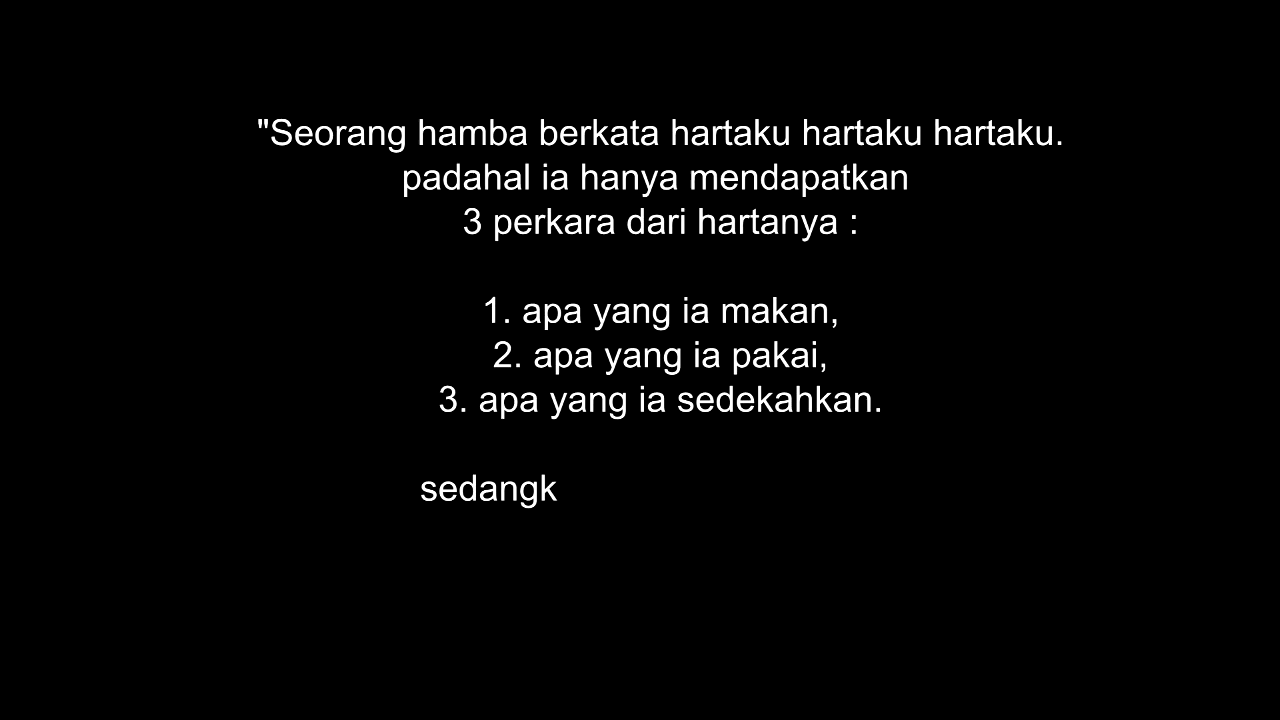 "Seorang hamba berkata hartaku hartaku hartaku.
padahal ia hanya mendapatkan
3 perkara dari hartanya :
1. apa yang ia makan,
2. apa yang ia pakai,
3. apa yang ia sedekahkan.
sedangk